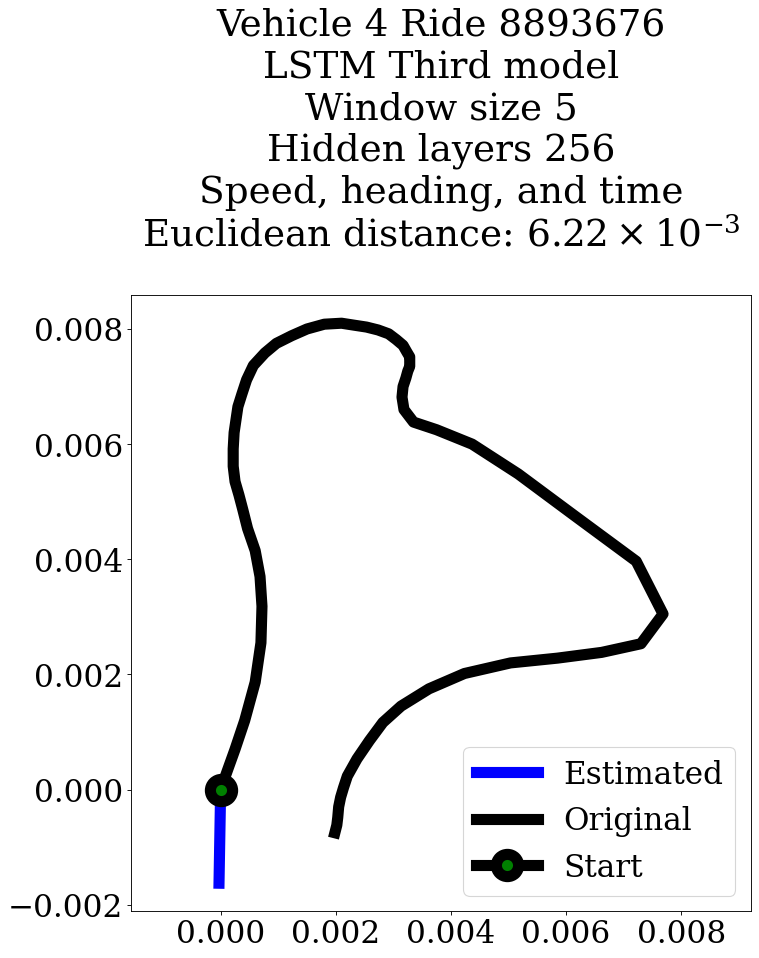 Vehicle 4 Ride 8893676
LSTM Third model
Window size 5
Hidden layers 256
Speed, heading, and time
Euclidean distance: 6.22 × 10⁻³
0.008
0.006
0.004
0.002
0.000
−0.002
Estimated
Original
Start
0.000 0.002 0.004 0.006 0.008